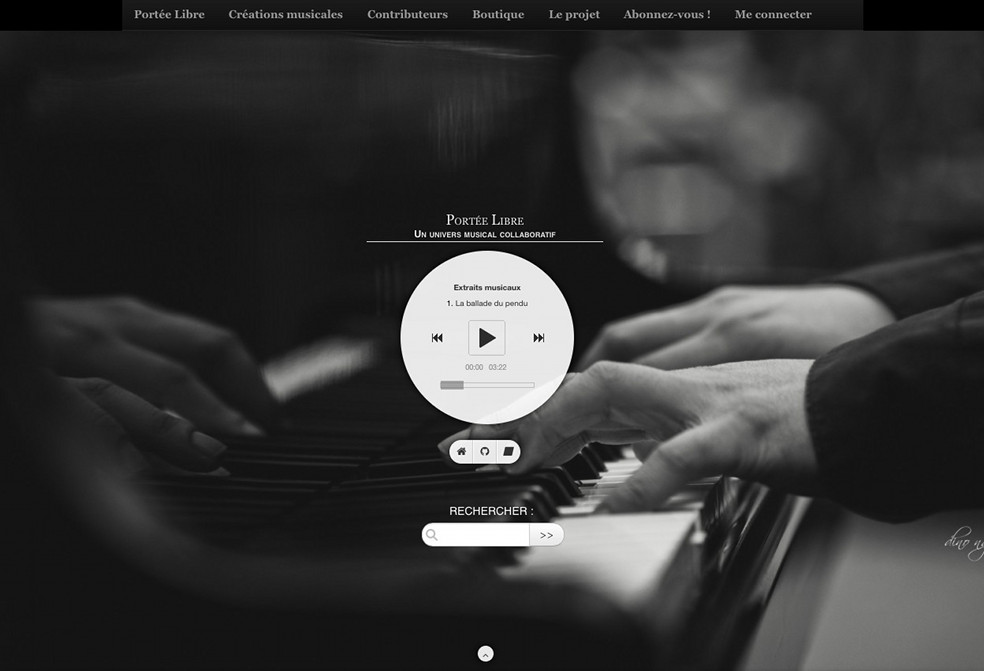 Portée Libre Créations musicales Contributeurs Boutique Le projet Abonnez-vous ! Me connecter
Portée Libre
Un univers musical collaboratif
Extraits musicaux
1. La ballade du pendu
00:00 03:22
RECHERCHER :
>>
dino